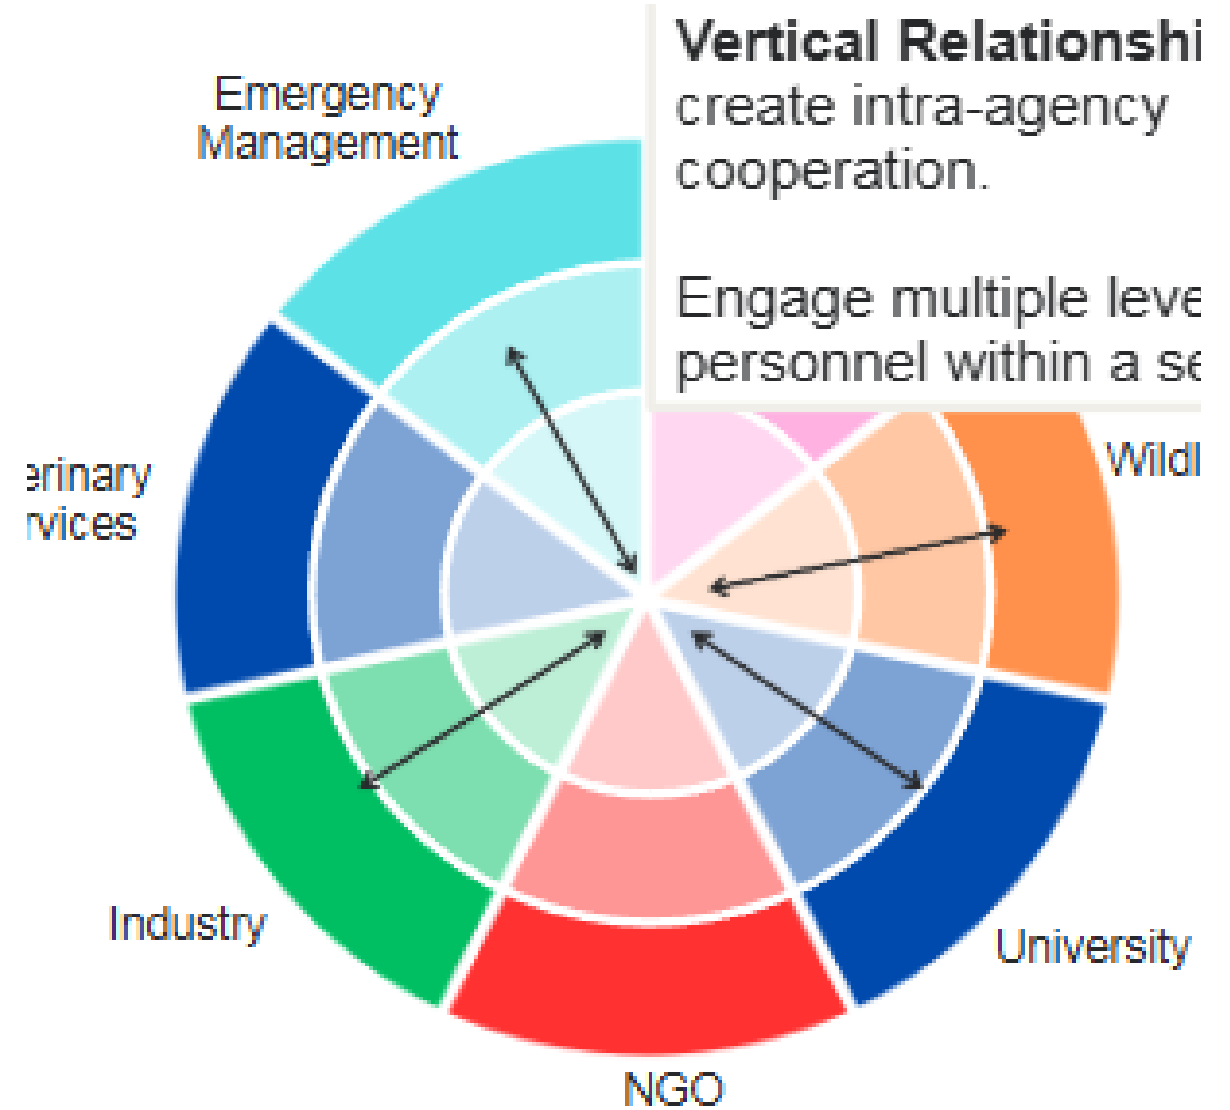 Vertical Relationshi
create intra-agency
cooperation.
Engage multiple leve
personnel within a se
Emergency
Management
erinary
rvices
Wildl
Industry
University
NGO